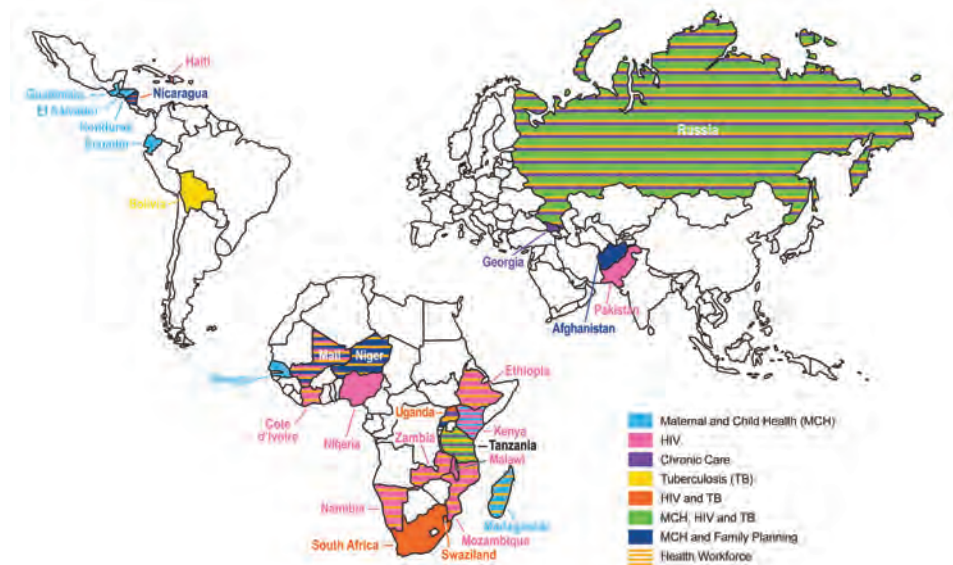 Haiti
Guatemala
Nicaragua
El Salvador
Honduras
Ecuador
Bolivia
Russia
Georgia
Pakistan
Afghanistan
Mali
Niger
Ethiopia
Uganda
Cote
d'Ivoire
Nigeria
Zambia
Kenya
Tanzania
Malawi
Namibia
Madagascar
Mozambique
South Africa
Swaziland
Maternal and Child Health (MCH)
HIV
Chronic Care
Tuberculosis (TB)
HIV and TB
MCH, HIV and TB
MCH and Family Planning
Health Workforce